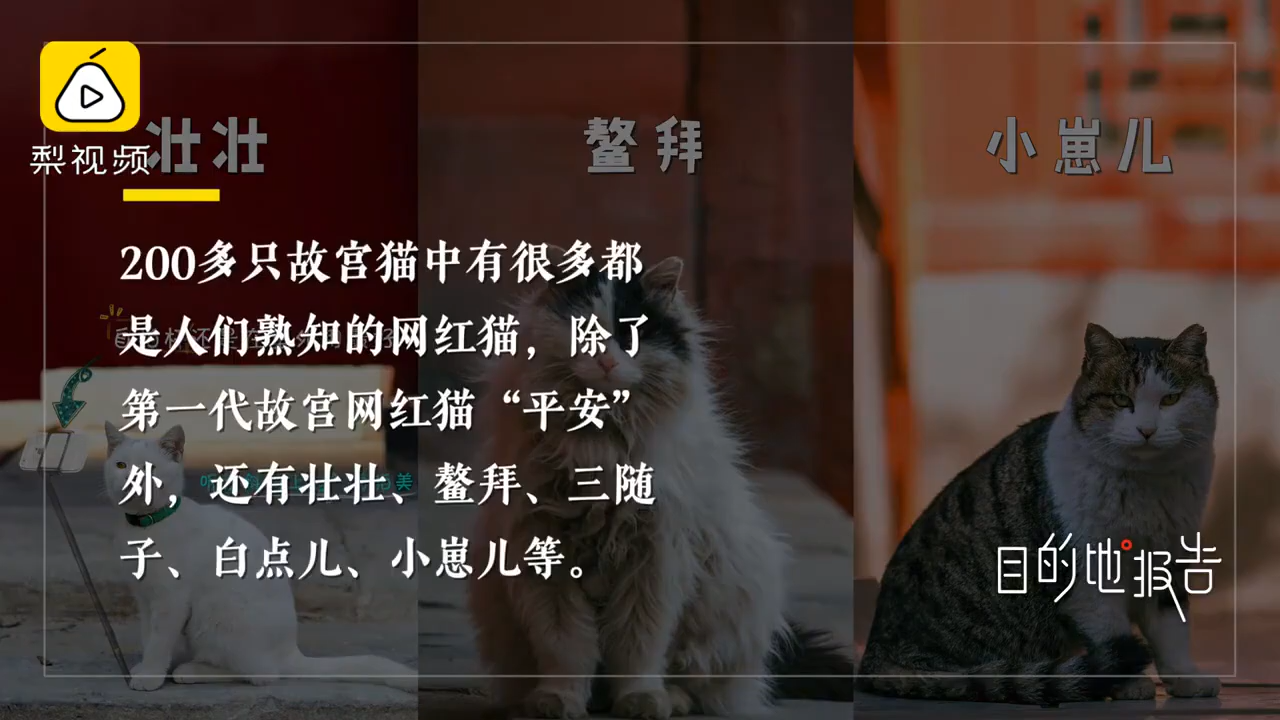 梨视频
壮壮
鳌拜
小崽儿
200多只故宫猫中有很多都
是人们熟知的网红猫，除了
第一代故宫网红猫“平安”
外，还有壮壮、鳌拜、三随
子、白点儿、小崽儿等。
目的地报告